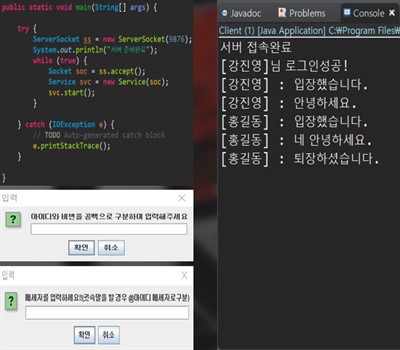 public static void main(String[] args) {
try {
ServerSocket ss = new ServerSocket(9876);
System.out.println("서버 준비완료");
while (true) {
Socket soc = ss.accept();
Service svc = new Service(soc);
svc.start();
}
} catch (IOException e) {
// TODO Auto-generated catch block
e.printStackTrace();
}
입력
아이디와 비번을 공백으로 구분하여 입력해주세요
확인 취소
입력
메세지를 입력하세요!(귓속말을 할 경우 @아이디 메세지로구분)
확인 취소
Javadoc Problems Console
Client (1) [Java Application] C:₩Program Files₩
서버 접속완료
[강진영]님 로그인성공!
[강진영] : 입장했습니다.
[강진영] : 안녕하세요.
[홍길동] : 입장했습니다.
[홍길동] : 네 안녕하세요.
[홍길동] : 퇴장하셨습니다.